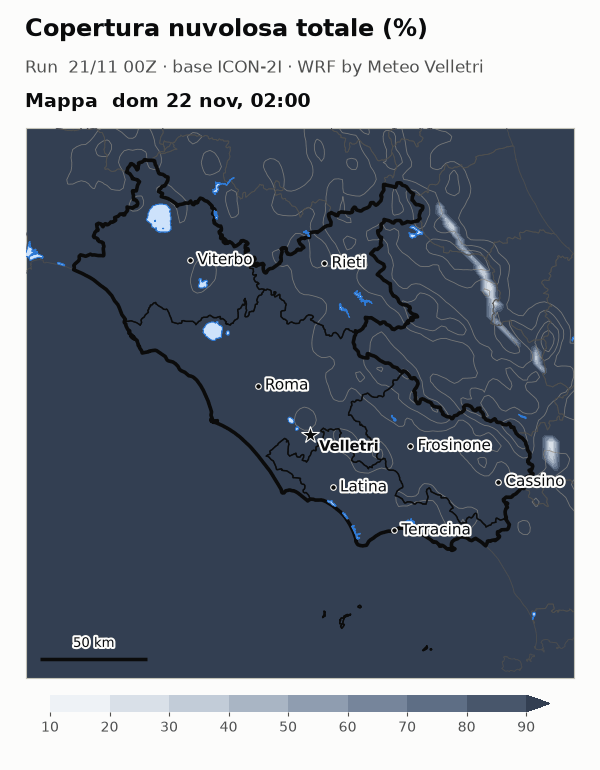 Copertura nuvolosa totale (%)
Run 21/11 00Z · base ICON-2I · WRF by Meteo Velletri
Mappa dom 22 nov, 02:00
Viterbo
Rieti
Roma
Velletri
Frosinone
Cassino
Latina
Terracina
50 km
10 20 30 40 50 60 70 80 90